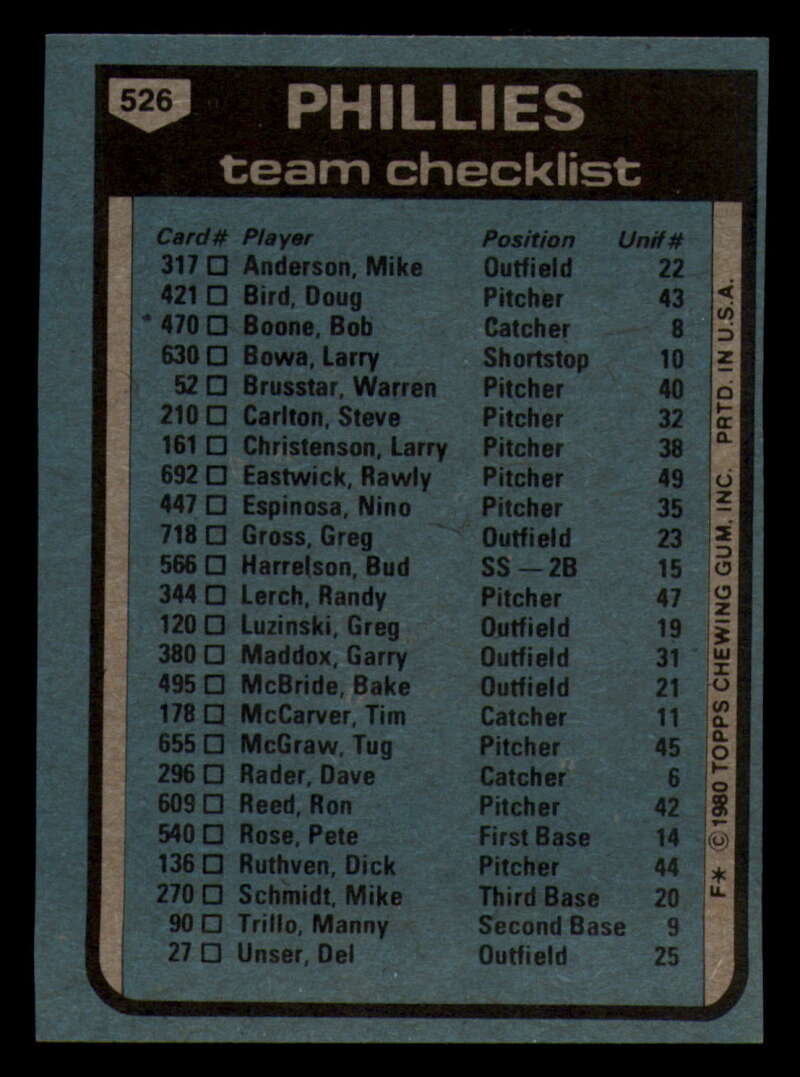 526
PHILLIES
team checklist
Card# Player Position Unif#
317 Anderson, Mike Outfield 22
421 Bird, Doug Pitcher 43
470 Boone, Bob Catcher 8
630 Bowa, Larry Shortstop 10
52 Brusstar, Warren Pitcher 40
210 Carlton, Steve Pitcher 32
161 Christenson, Larry Pitcher 38
692 Eastwick, Rawly Pitcher 49
447 Espinosa, Nino Pitcher 35
718 Gross, Greg Outfield 23
566 Harrelson, Bud SS — 2B 15
344 Lerch, Randy Pitcher 47
120 Luzinski, Greg Outfield 19
380 Maddox, Garry Outfield 31
495 McBride, Bake Outfield 21
178 McCarver, Tim Catcher 11
655 McGraw, Tug Pitcher 45
296 Rader, Dave Catcher 6
609 Reed, Ron Pitcher 42
540 Rose, Pete First Base 14
136 Ruthven, Dick Pitcher 44
270 Schmidt, Mike Third Base 20
90 Trillo, Manny Second Base 9
27 Unser, Del Outfield 25
F* © 1980 TOPPS CHEWING GUM, INC. PRTD. IN U.S.A.